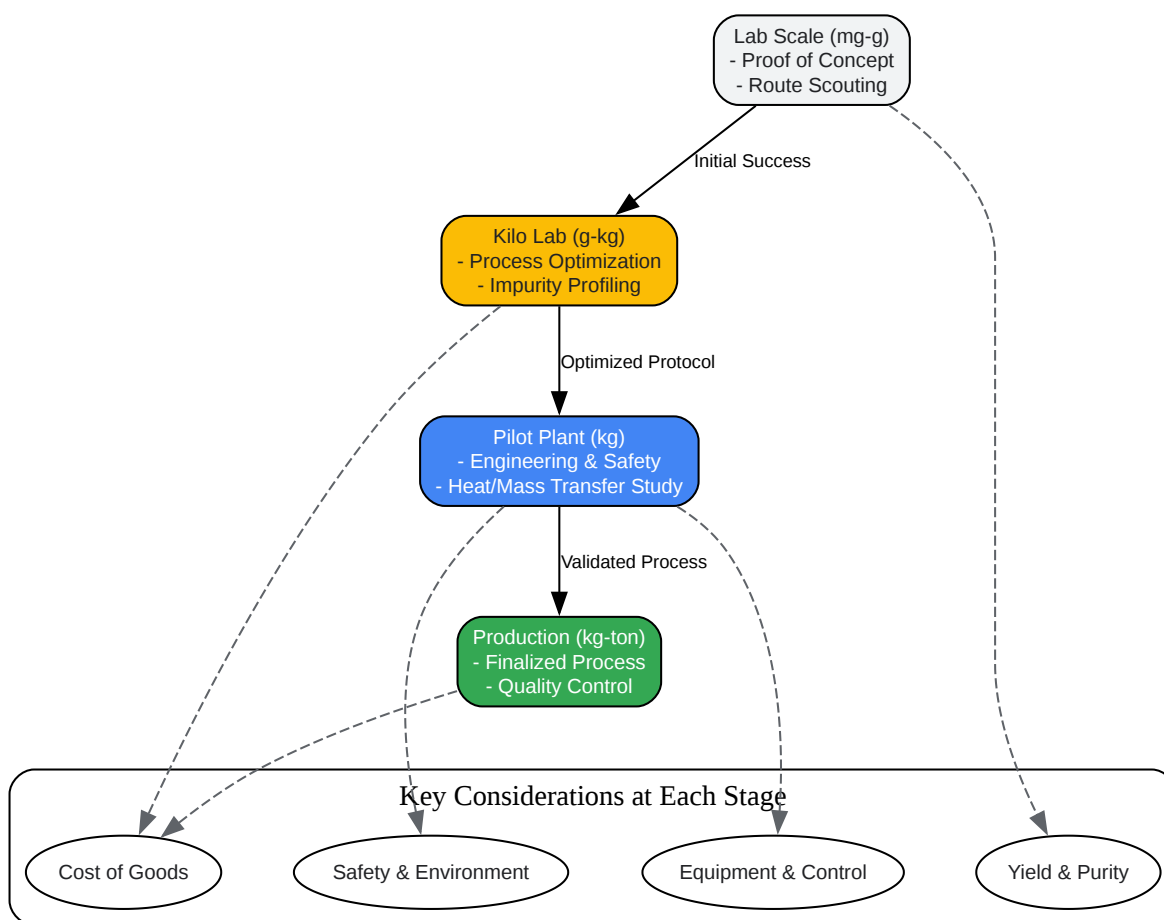 Lab Scale (mg-g)
- Proof of Concept
- Route Scouting
Initial Success
Kilo Lab (g-kg)
- Process Optimization
- Impurity Profiling
Optimized Protocol
Pilot Plant (kg)
- Engineering & Safety
- Heat/Mass Transfer Study
Validated Process
Production (kg-ton)
- Finalized Process
- Quality Control
Key Considerations at Each Stage
Cost of Goods
Safety & Environment
Equipment & Control
Yield & Purity